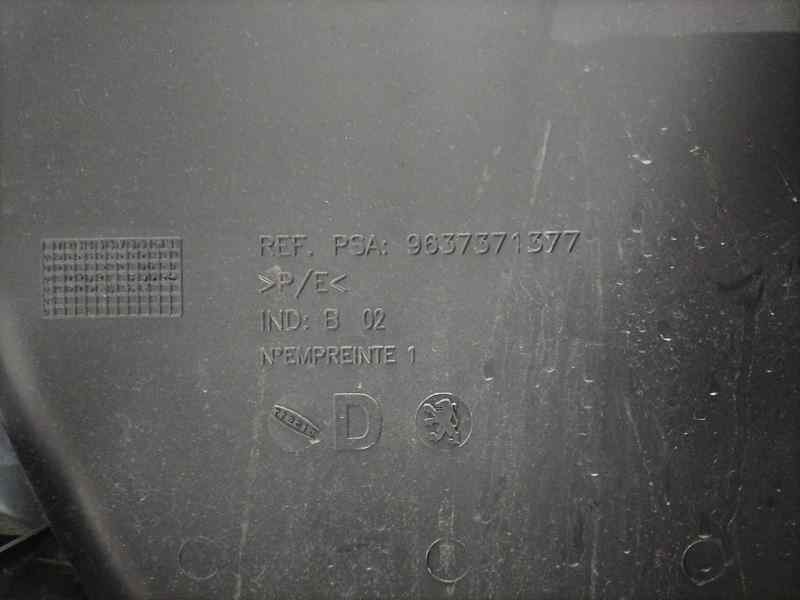 REF. PSA: 9637371377
>P/E<
IND: B 02
N°EMPREINTE 1
D